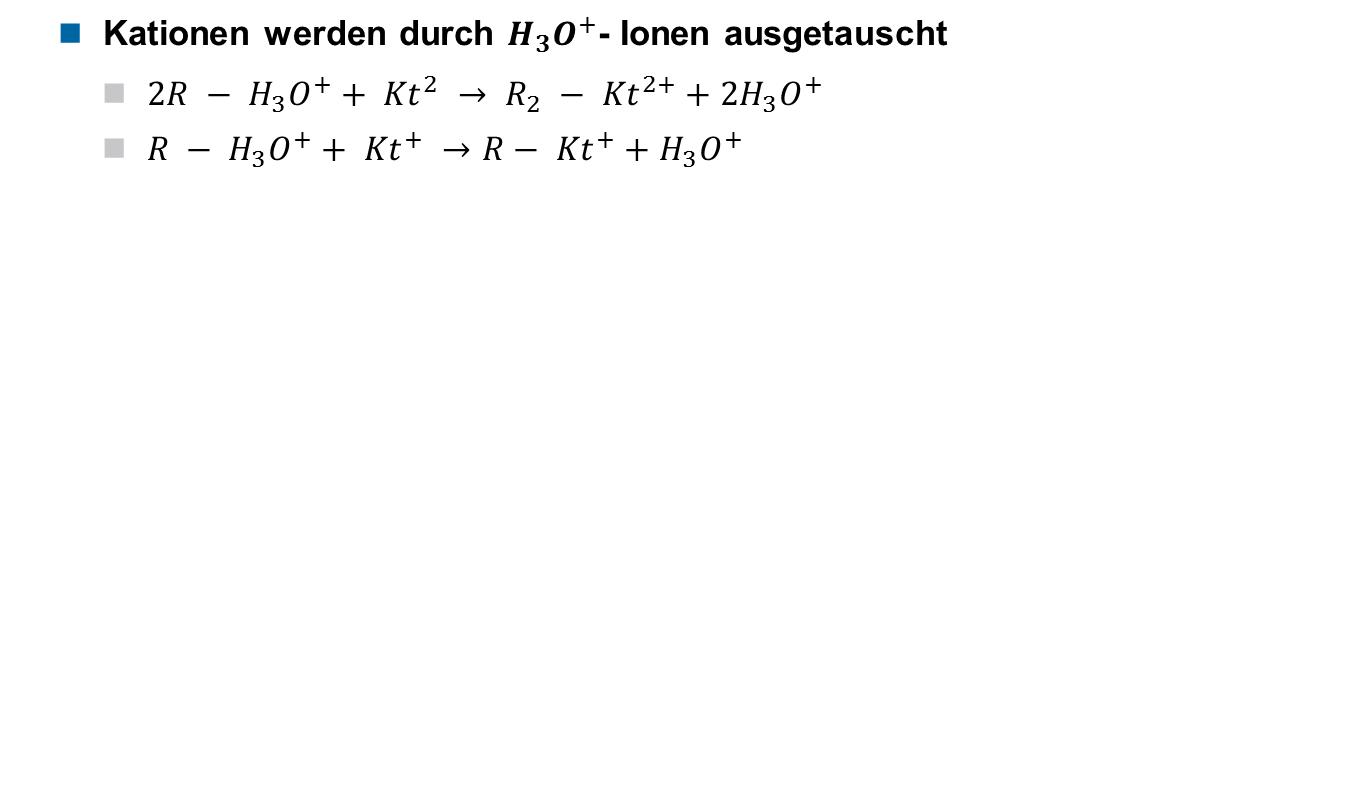 Kationen werden durch H₃O⁺- Ionen ausgetauscht
2R − H₃O⁺ + Kt² → R₂ − Kt²⁺ + 2H₃O⁺
R − H₃O⁺ + Kt⁺ → R − Kt⁺ + H₃O⁺